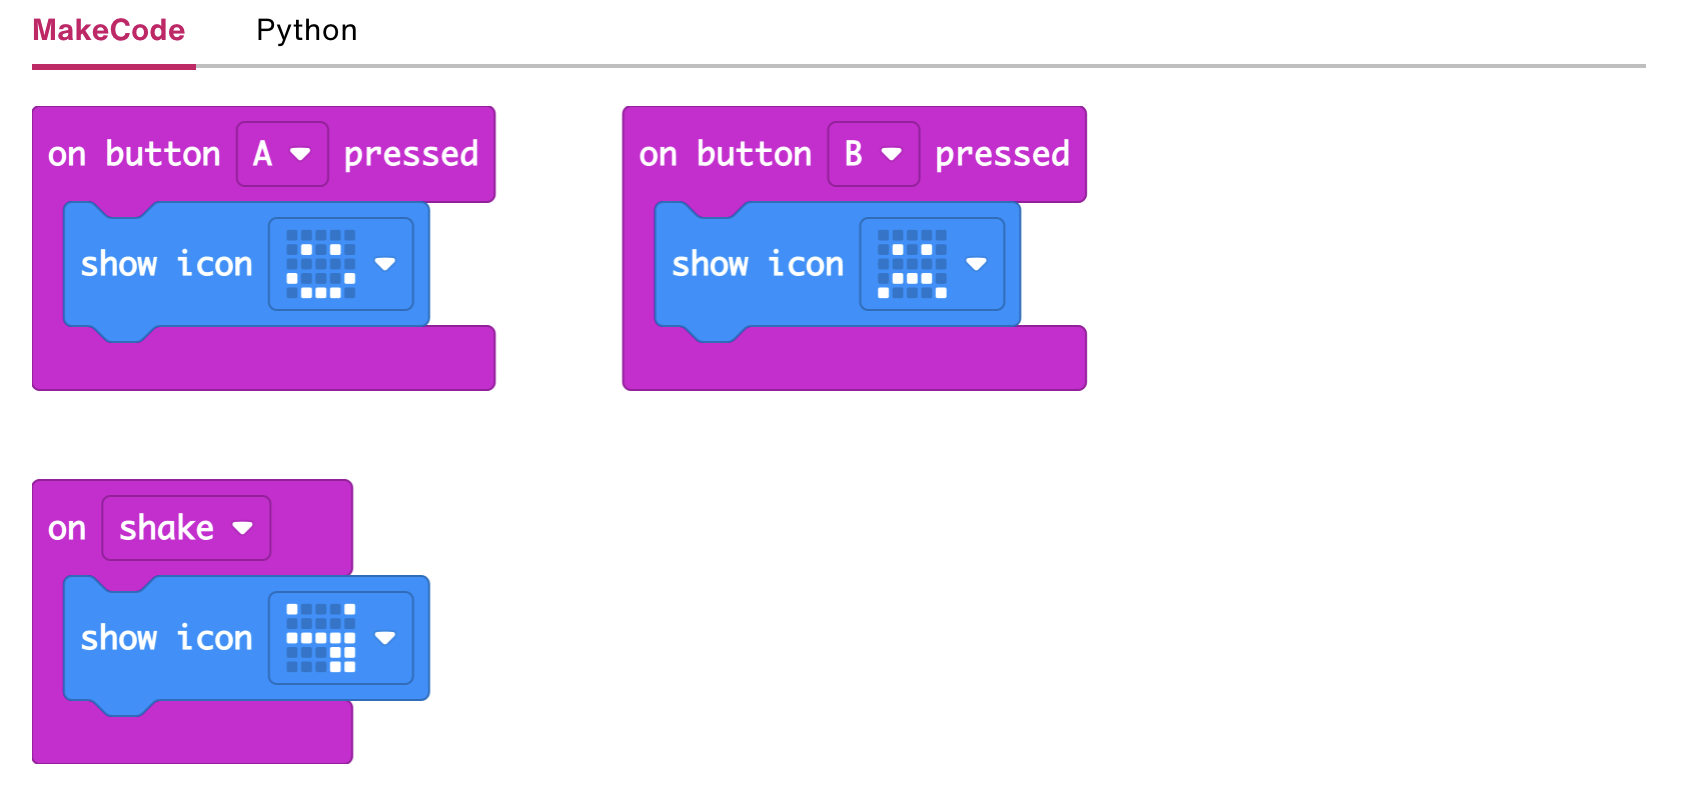 MakeCode Python
on button A pressed
show icon
on button B pressed
show icon
on shake
show icon